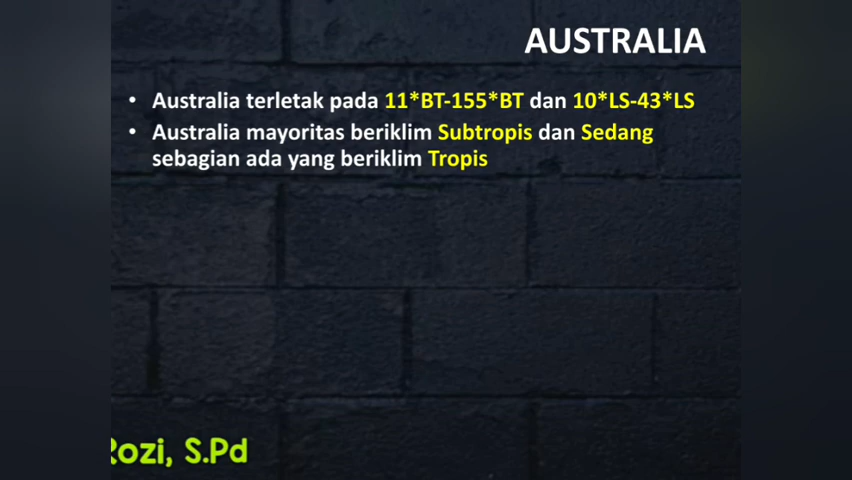 AUSTRALIA
• Australia terletak pada 11*BT-155*BT dan 10*LS-43*LS
• Australia mayoritas beriklim Subtropis dan Sedang
sebagian ada yang beriklim Tropis
Rozi, S.Pd